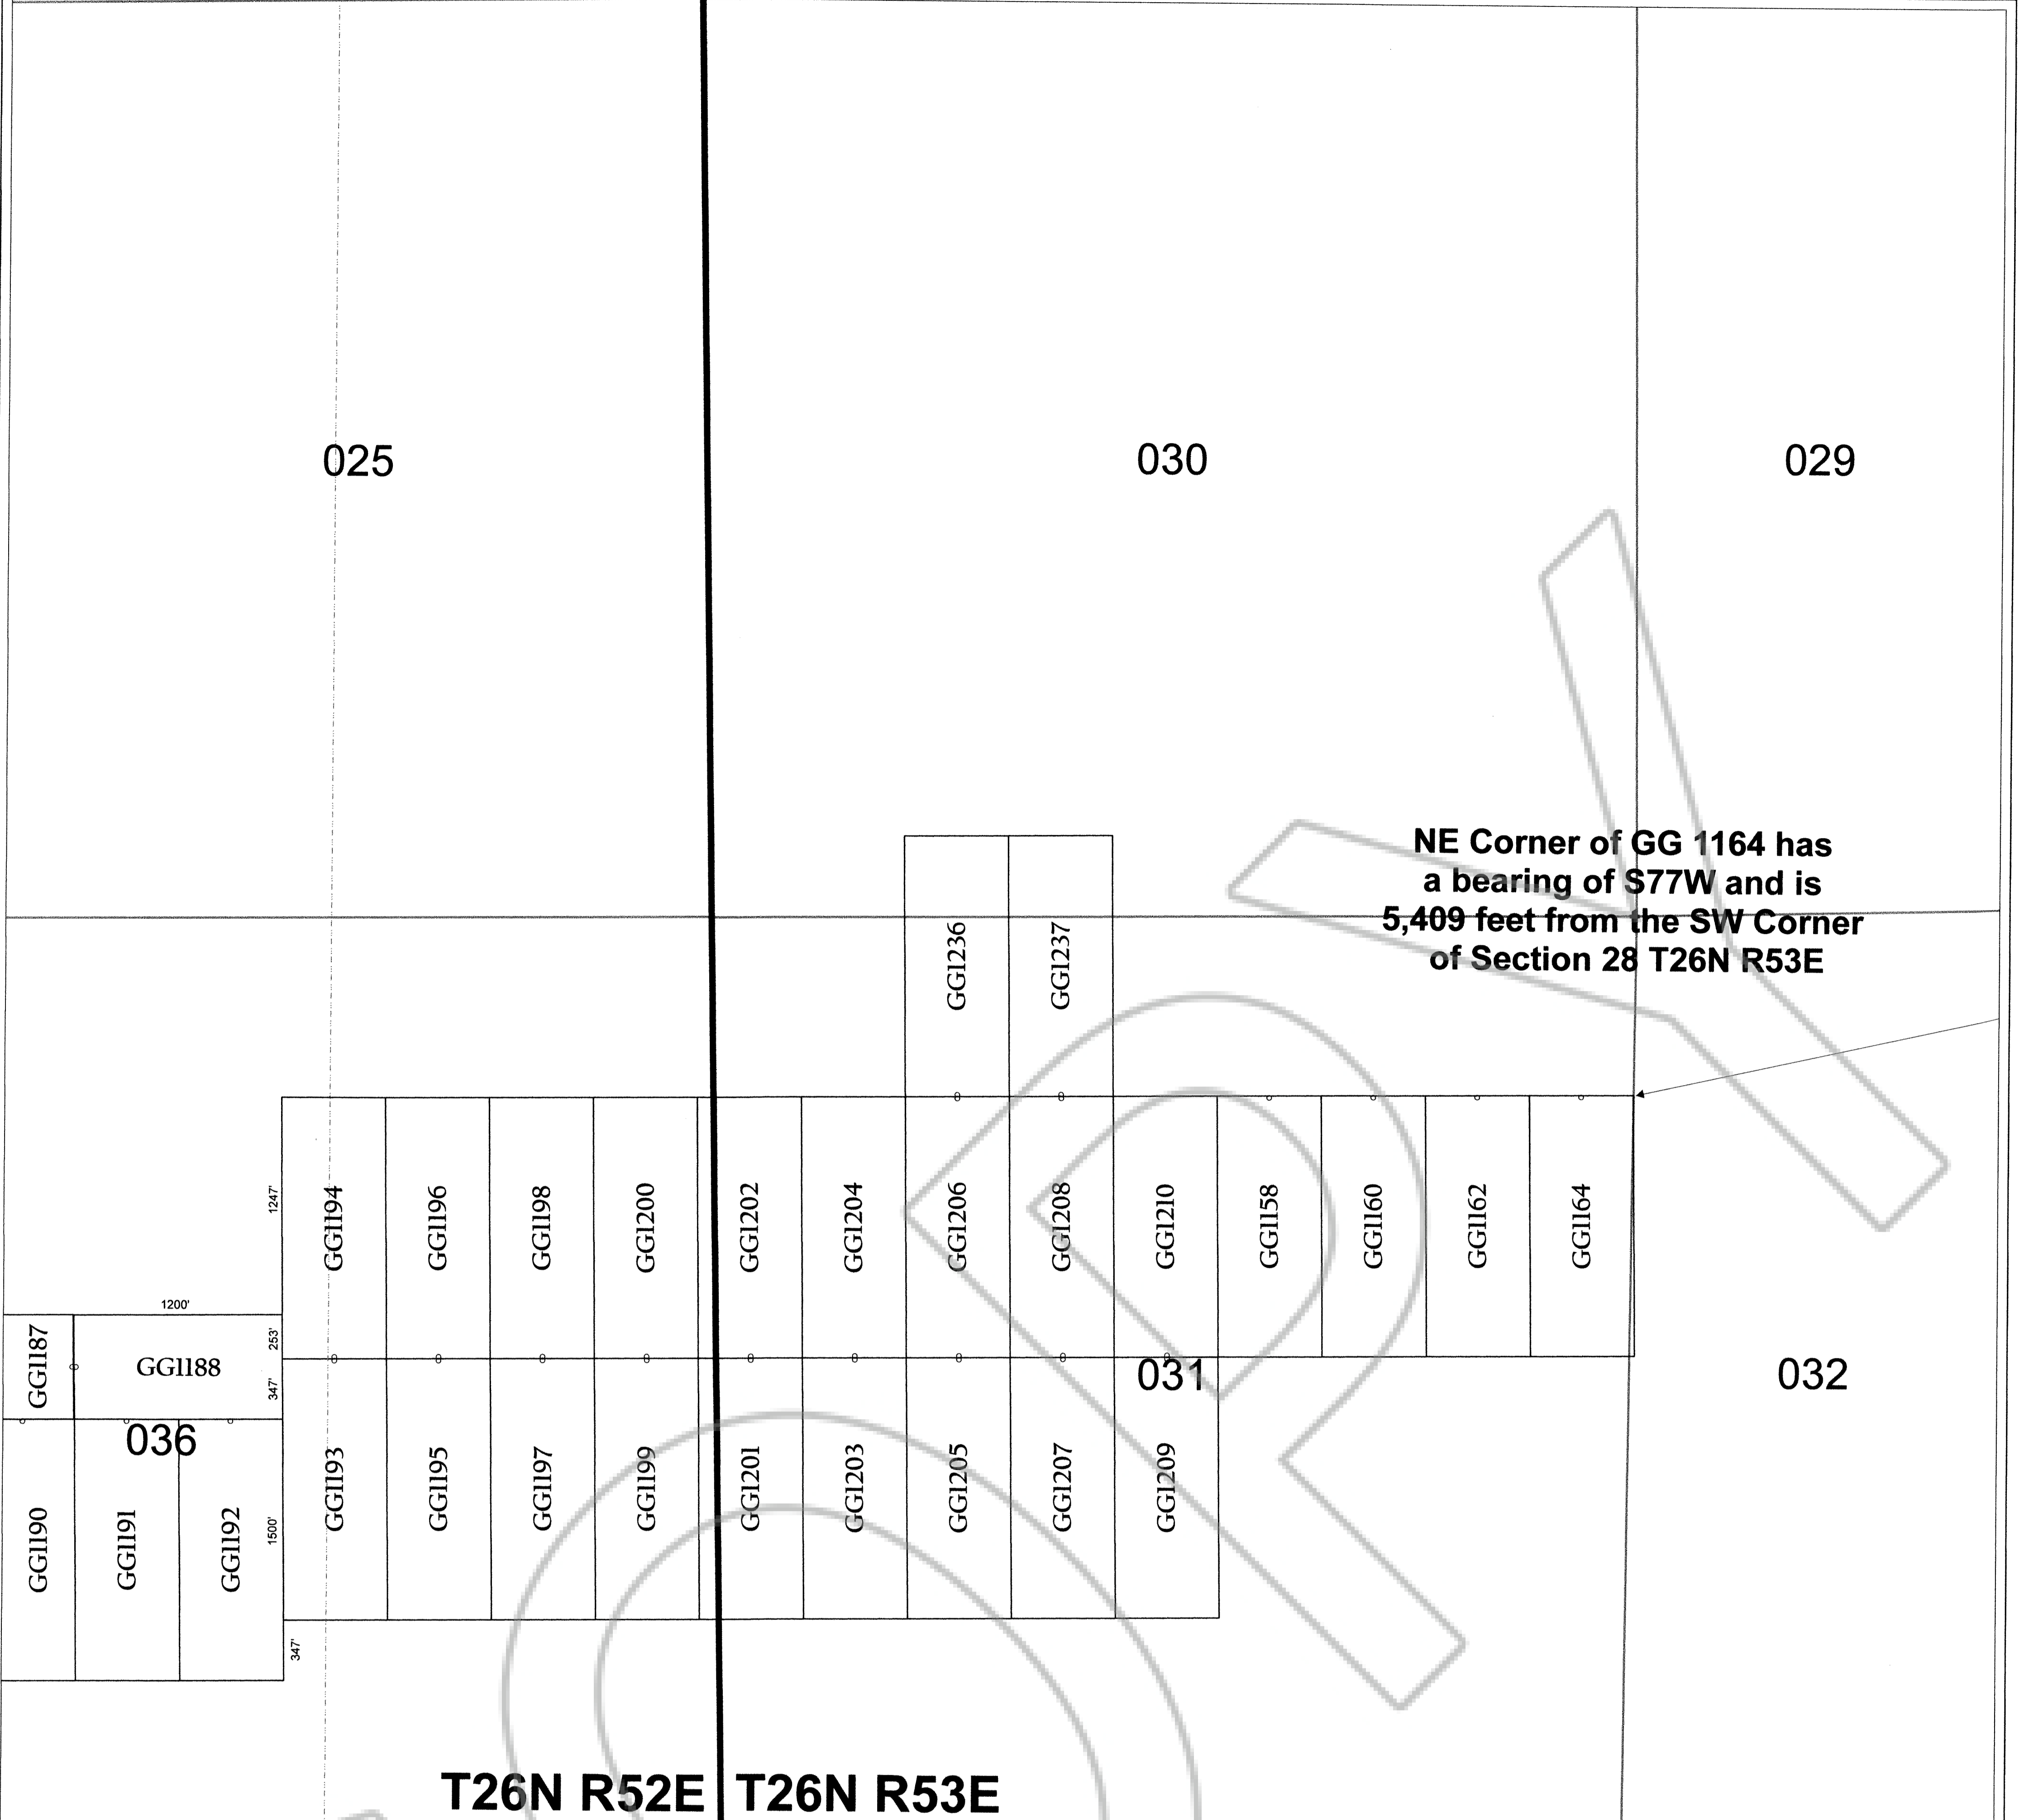 025
030
029
NE Corner of GG 1164 has
a bearing of S77W and is
5,409 feet from the SW Corner
of Section 28 T26N R53E
GG1236
GG1237
1247'
GG1194
GG1196
GG1198
GG1200
GG1202
GG1204
GG1206
GG1208
GG1210
GG1158
GG1160
GG1162
GG1164
1200'
253'
GG1187
GG1188
347'
031
032
036
GG1190
GG1191
GG1192
1500'
GG1193
GG1195
GG1197
GG1199
GG1201
GG1203
GG1205
GG1207
GG1209
347'
T26N R52E
T26N R53E